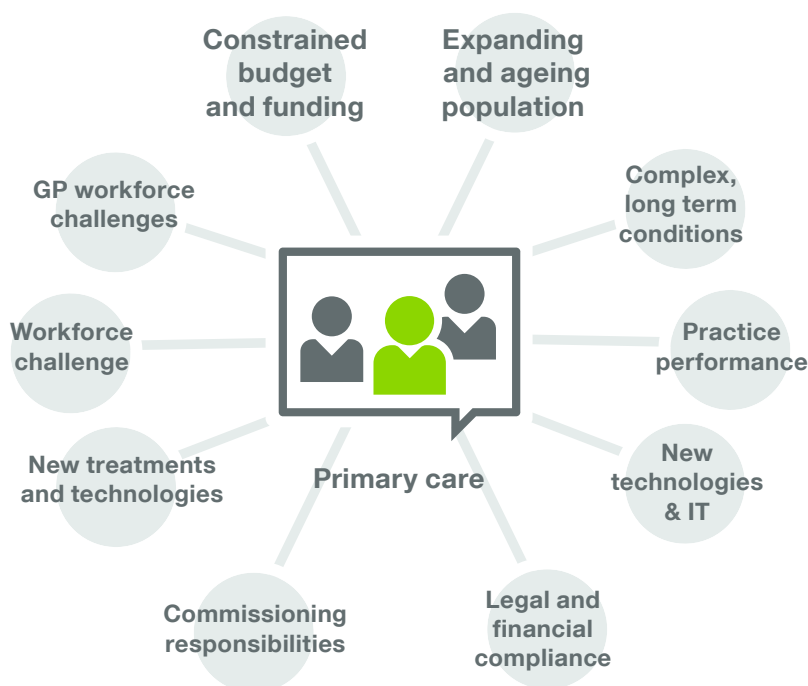 Constrained
budget
and funding
Expanding
and ageing
population
GP workforce
challenges
Complex,
long term
conditions
Workforce
challenge
Practice
performance
New treatments
and technologies
Primary care
New
technologies
& IT
Commissioning
responsibilities
Legal and
financial
compliance